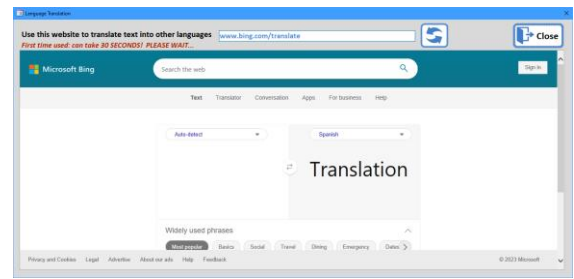 Language Translation
Use this website to translate text into other languages www.bing.com/translate
First time used: can take 30 SECONDS! PLEASE WAIT...
Close
Microsoft Bing Search the web Sign in
Text Translator Conversation Apps For business Help
Auto-detect Spanish
Translation
Widely used phrases
Most popular Basics Social Travel Dining Emergency Dates
Privacy and Cookies Legal Advertise About our ads Help Feedback © 2023 Microsoft